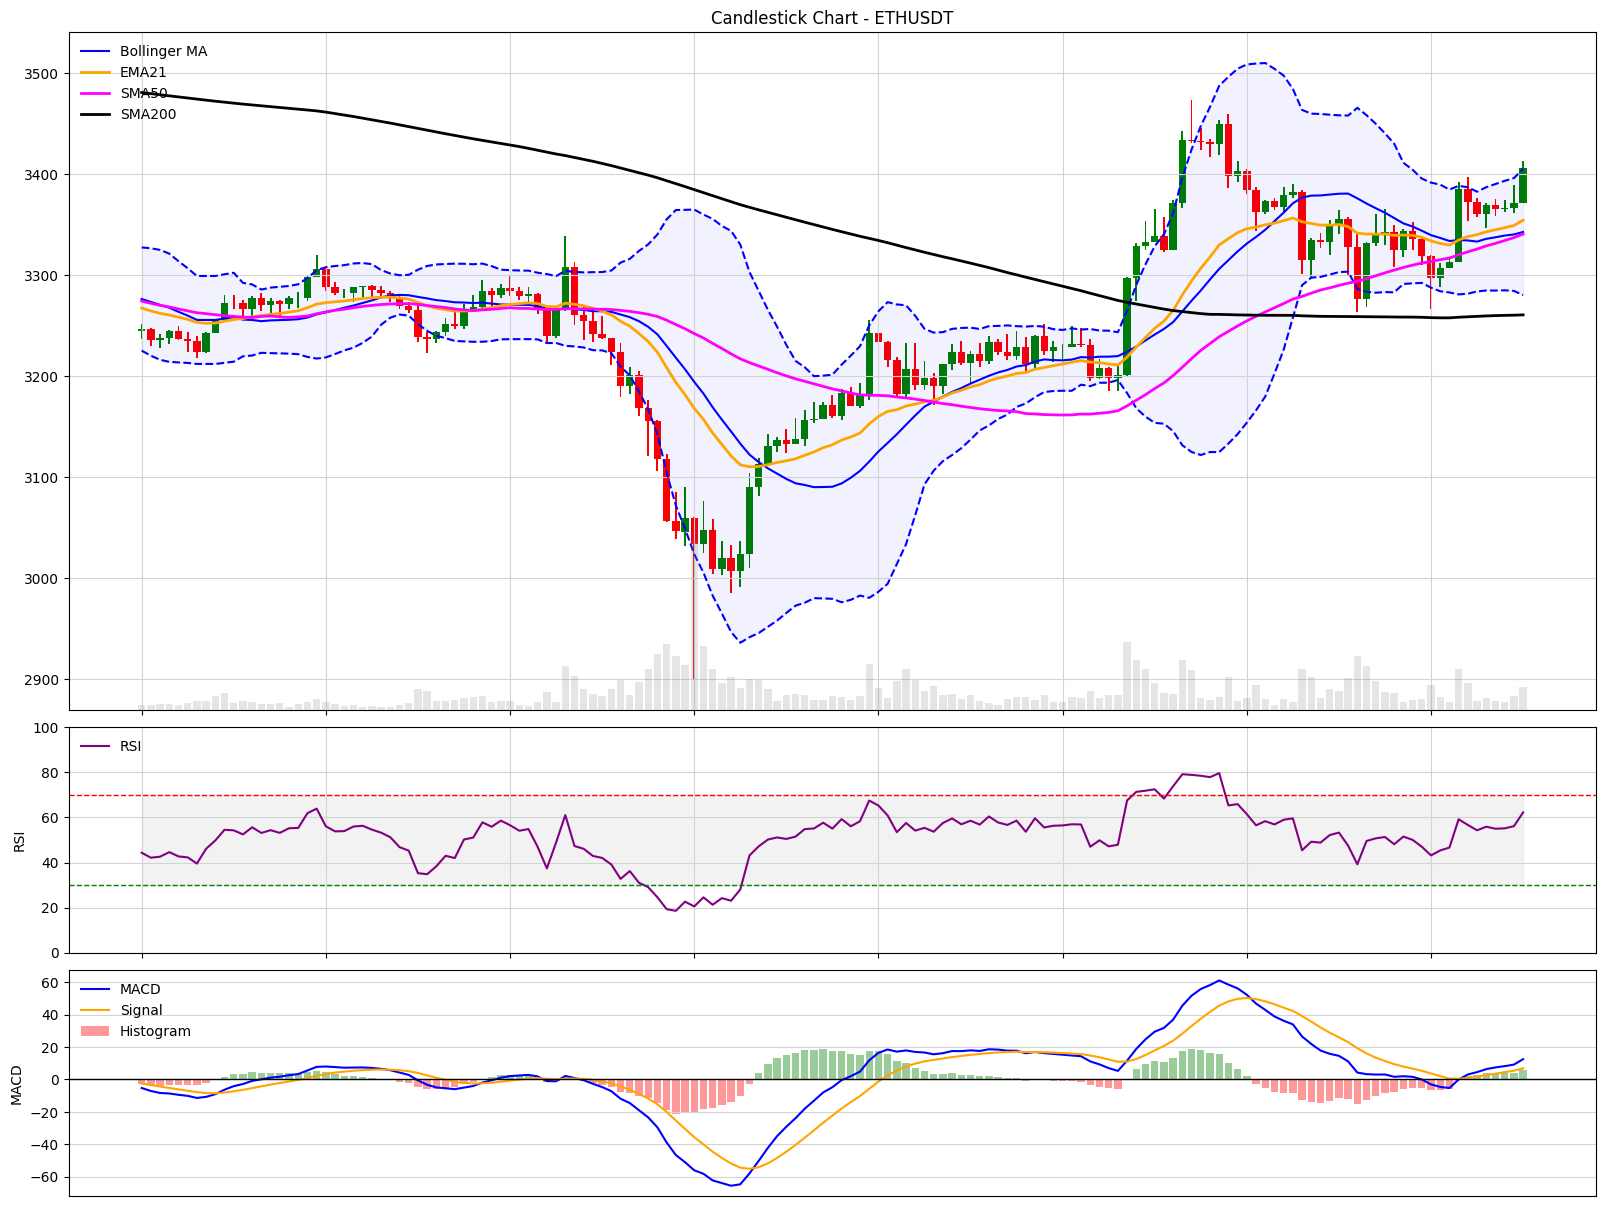 Candlestick Chart - ETHUSDT
Bollinger MA
EMA21
SMA50
SMA200
3500
3400
3300
3200
3100
3000
2900
RSI
100
80
60
40
20
0
RSI
MACD
Signal
Histogram
60
40
20
0
−20
−40
−60
MACD